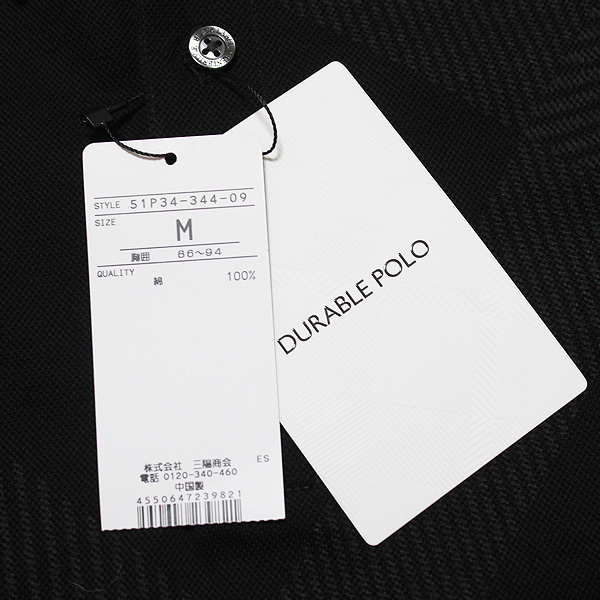 STYLE 51P34-344-09
SIZE M
胸囲 86〜94
QUALITY
綿 100%
株式会社 三陽商会 ES
電話 0120-340-460
中国製
4550647239821
DURABLE POLO